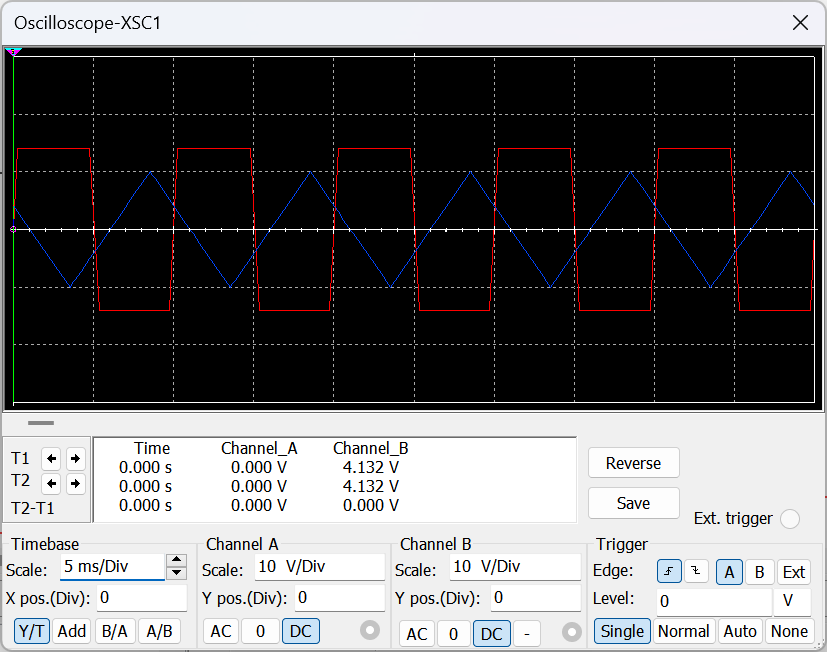 Oscilloscope-XSC1
Time Channel_A Channel_B
T1 0.000 s 0.000 V 4.132 V
T2 0.000 s 0.000 V 4.132 V
T2-T1 0.000 s 0.000 V 0.000 V
Reverse
Save
Ext. trigger
Timebase
Scale: 5 ms/Div
X pos.(Div): 0
Y/T Add B/A A/B
Channel A
Scale: 10 V/Div
Y pos.(Div): 0
AC 0 DC
Channel B
Scale: 10 V/Div
Y pos.(Div): 0
AC 0 DC -
Trigger
Edge: A B Ext
Level: 0 V
Single Normal Auto None